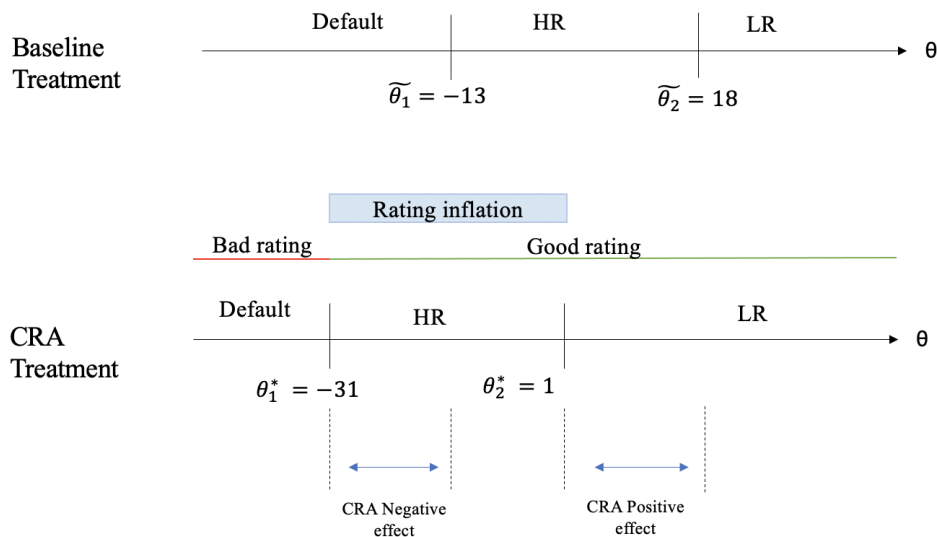 Baseline
Treatment
Default
HR
LR
θ
θ̃₁ = −13
θ̃₂ = 18
Rating inflation
Bad rating
Good rating
CRA
Treatment
Default
HR
LR
θ
θ₁* = −31
θ₂* = 1
CRA Negative
effect
CRA Positive
effect